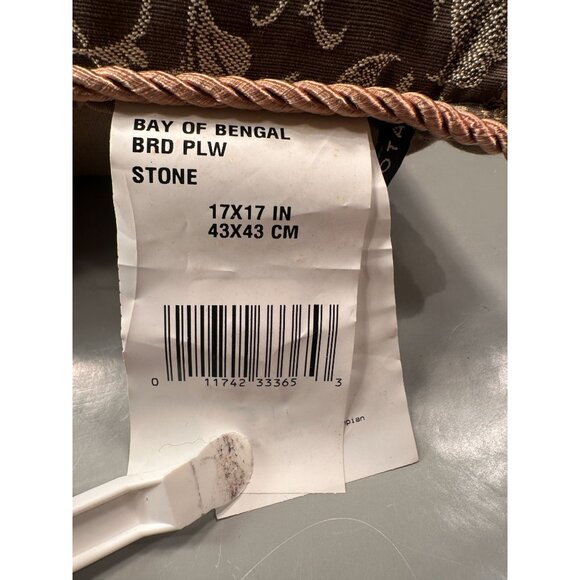 BAY OF BENGAL
BRD PLW
STONE
17X17 IN
43X43 CM
0 11742 33365 3